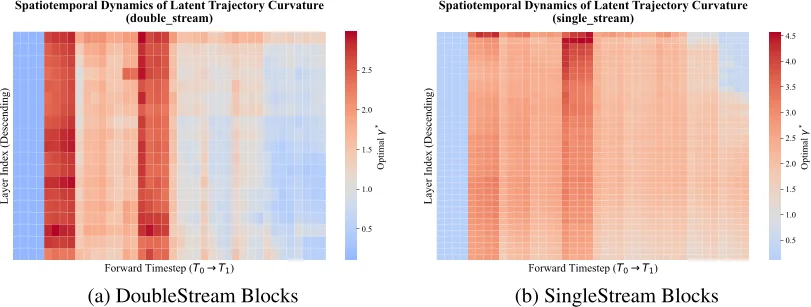 Spatiotemporal Dynamics of Latent Trajectory Curvature
(double_stream)
Layer Index (Descending)
Forward Timestep (T₀ → T₁)
2.5
2.0
1.5
1.0
0.5
Optimal γ*
(a) DoubleStream Blocks
Spatiotemporal Dynamics of Latent Trajectory Curvature
(single_stream)
Layer Index (Descending)
Forward Timestep (T₀ → T₁)
4.5
4.0
3.5
3.0
2.5
2.0
1.5
1.0
0.5
Optimal γ*
(b) SingleStream Blocks